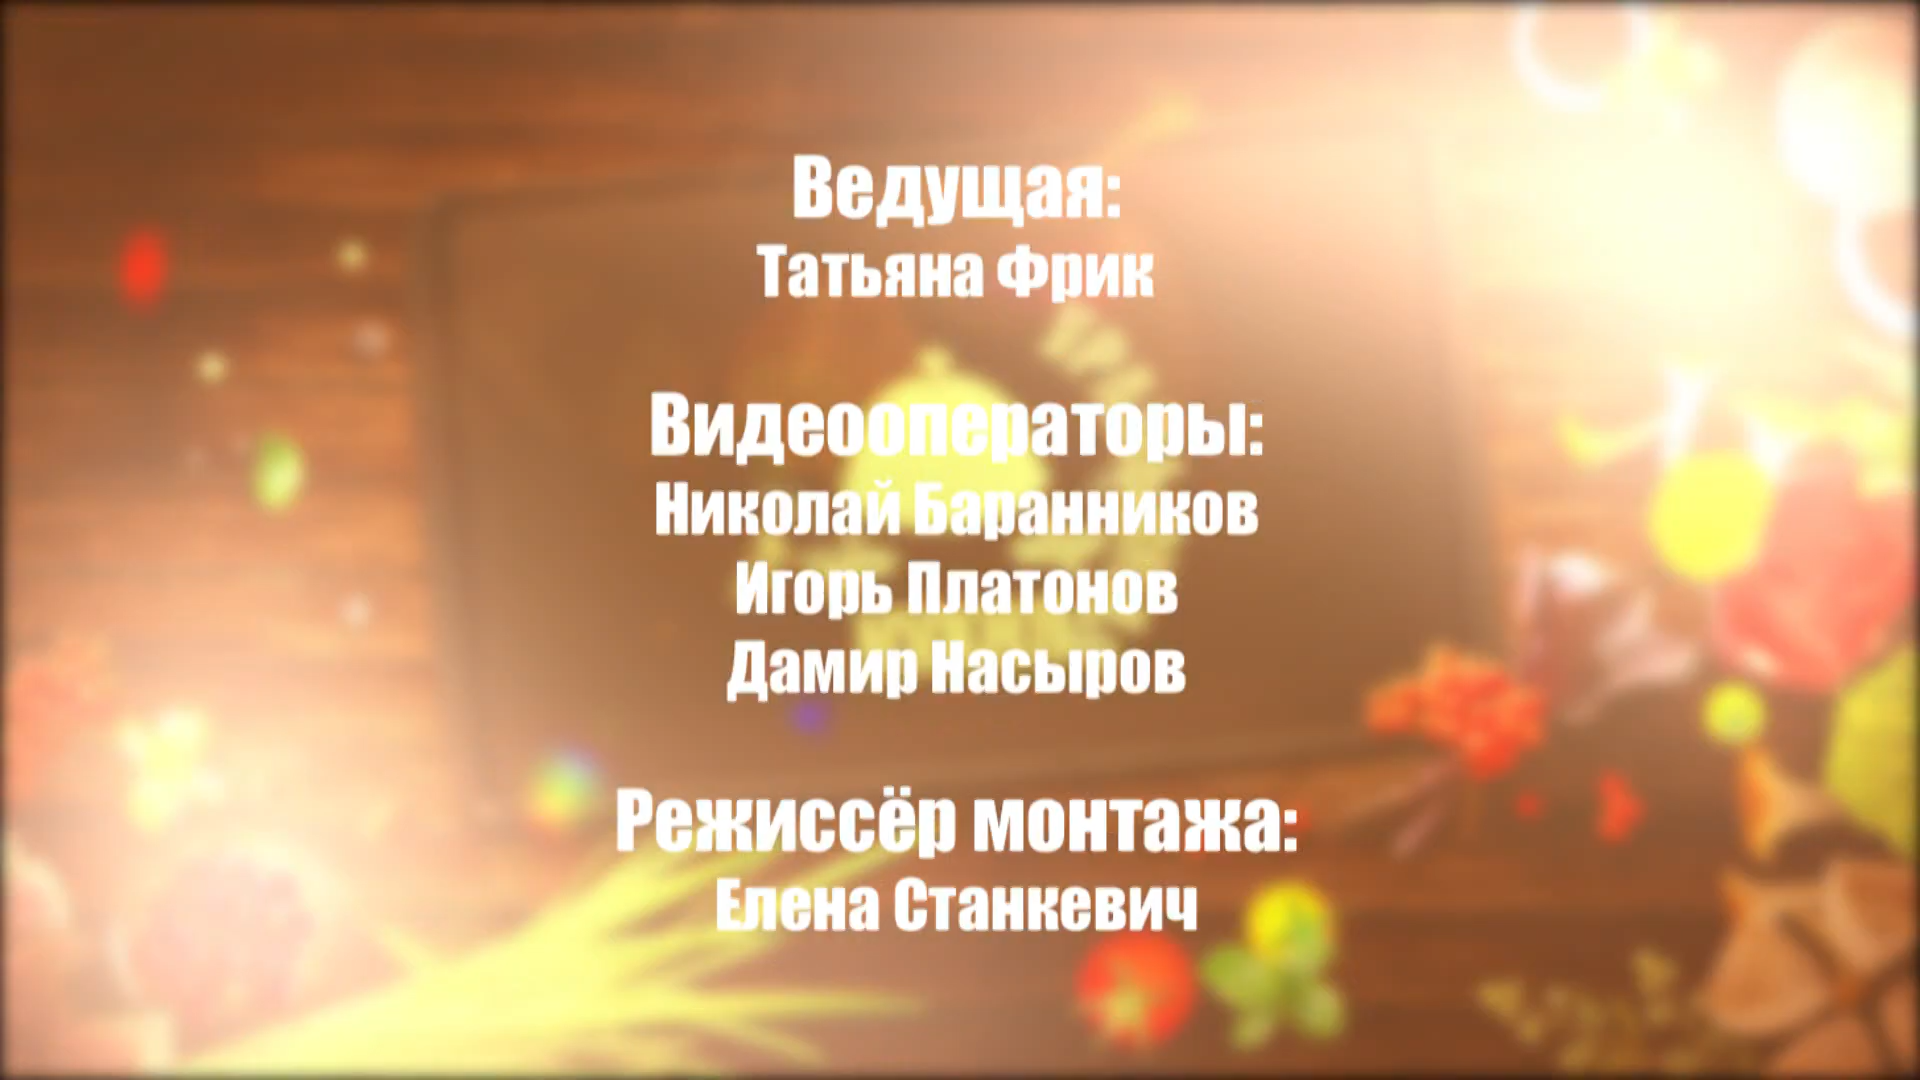 Ведущая:
Татьяна Фрик
Видеооператоры:
Николай Баранников
Игорь Платонов
Дамир Насыров
Режиссёр монтажа:
Елена Станкевич